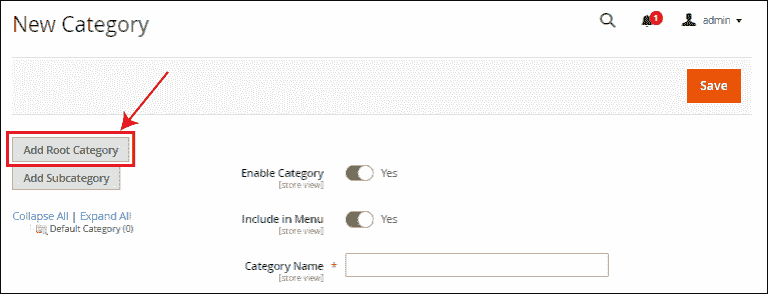 New Category
1
admin
Save
Add Root Category
Add Subcategory
Collapse All | Expand All
Default Category (0)
Enable Category
[store view]
Yes
Include in Menu
[store view]
Yes
Category Name *
[store view]